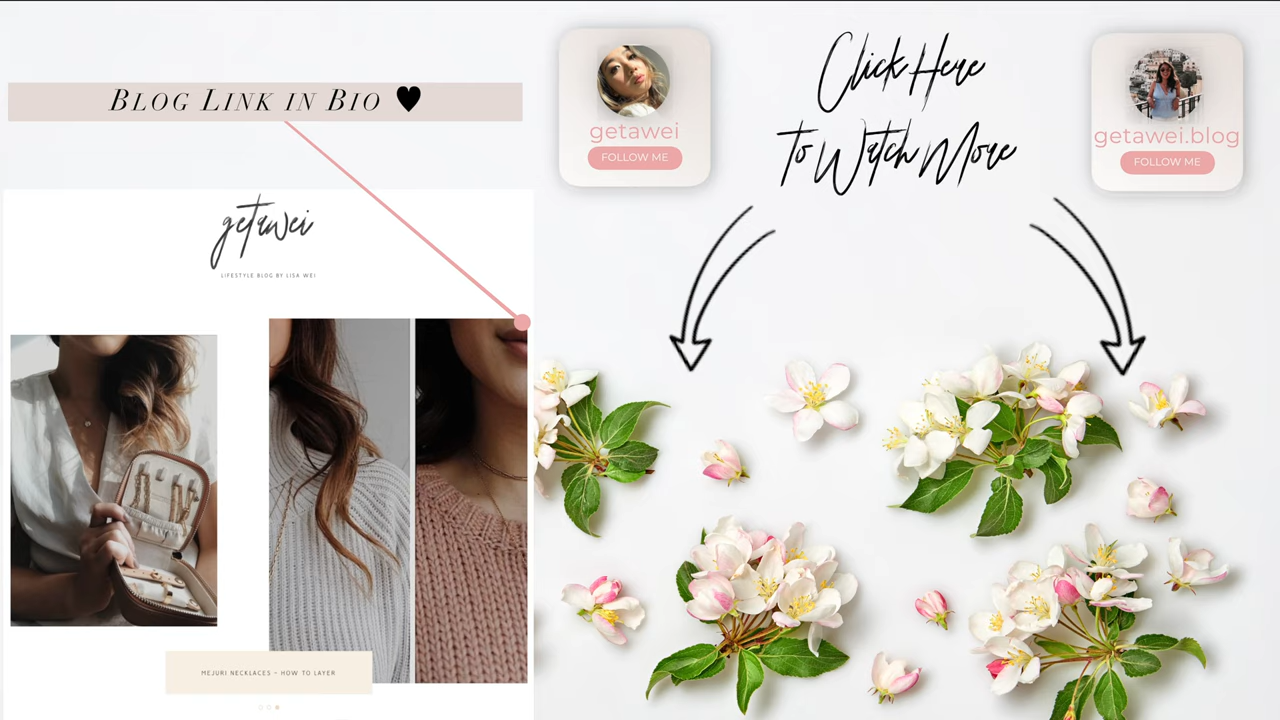 Blog Link in Bio ♥
getawei
LIFESTYLE BLOG BY LISA WEI
MEJURI NECKLACES - HOW TO LAYER
getawei
FOLLOW ME
Click Here
To Watch More
getawei.blog
FOLLOW ME